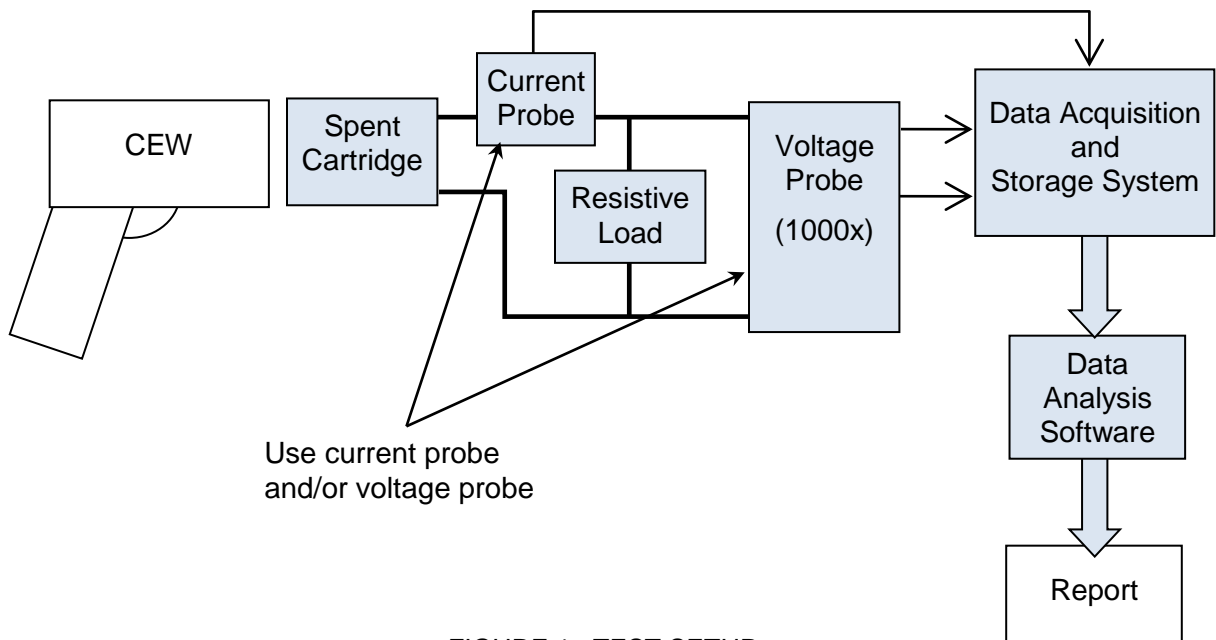 Current
Probe
CEW
Spent
Cartridge
Resistive
Load
Voltage
Probe
(1000x)
Data Acquisition
and
Storage System
Data
Analysis
Software
Use current probe
and/or voltage probe
Report